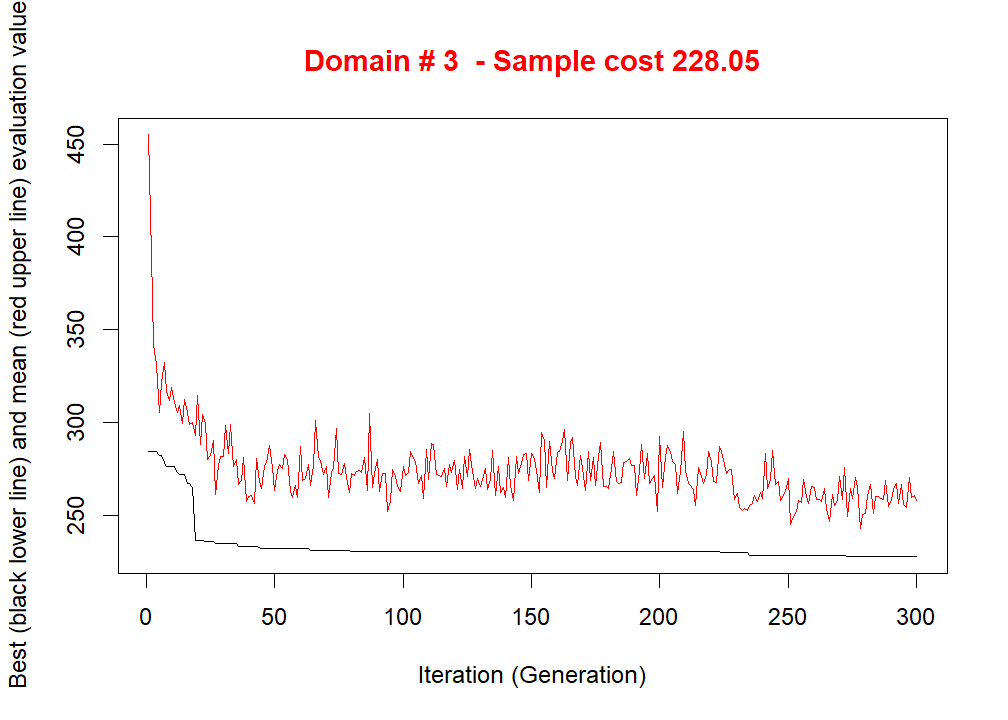 Domain # 3  - Sample cost 228.05
Best (black lower line) and mean (red upper line) evaluation value
450
400
350
300
250
0 50 100 150 200 250 300
Iteration (Generation)